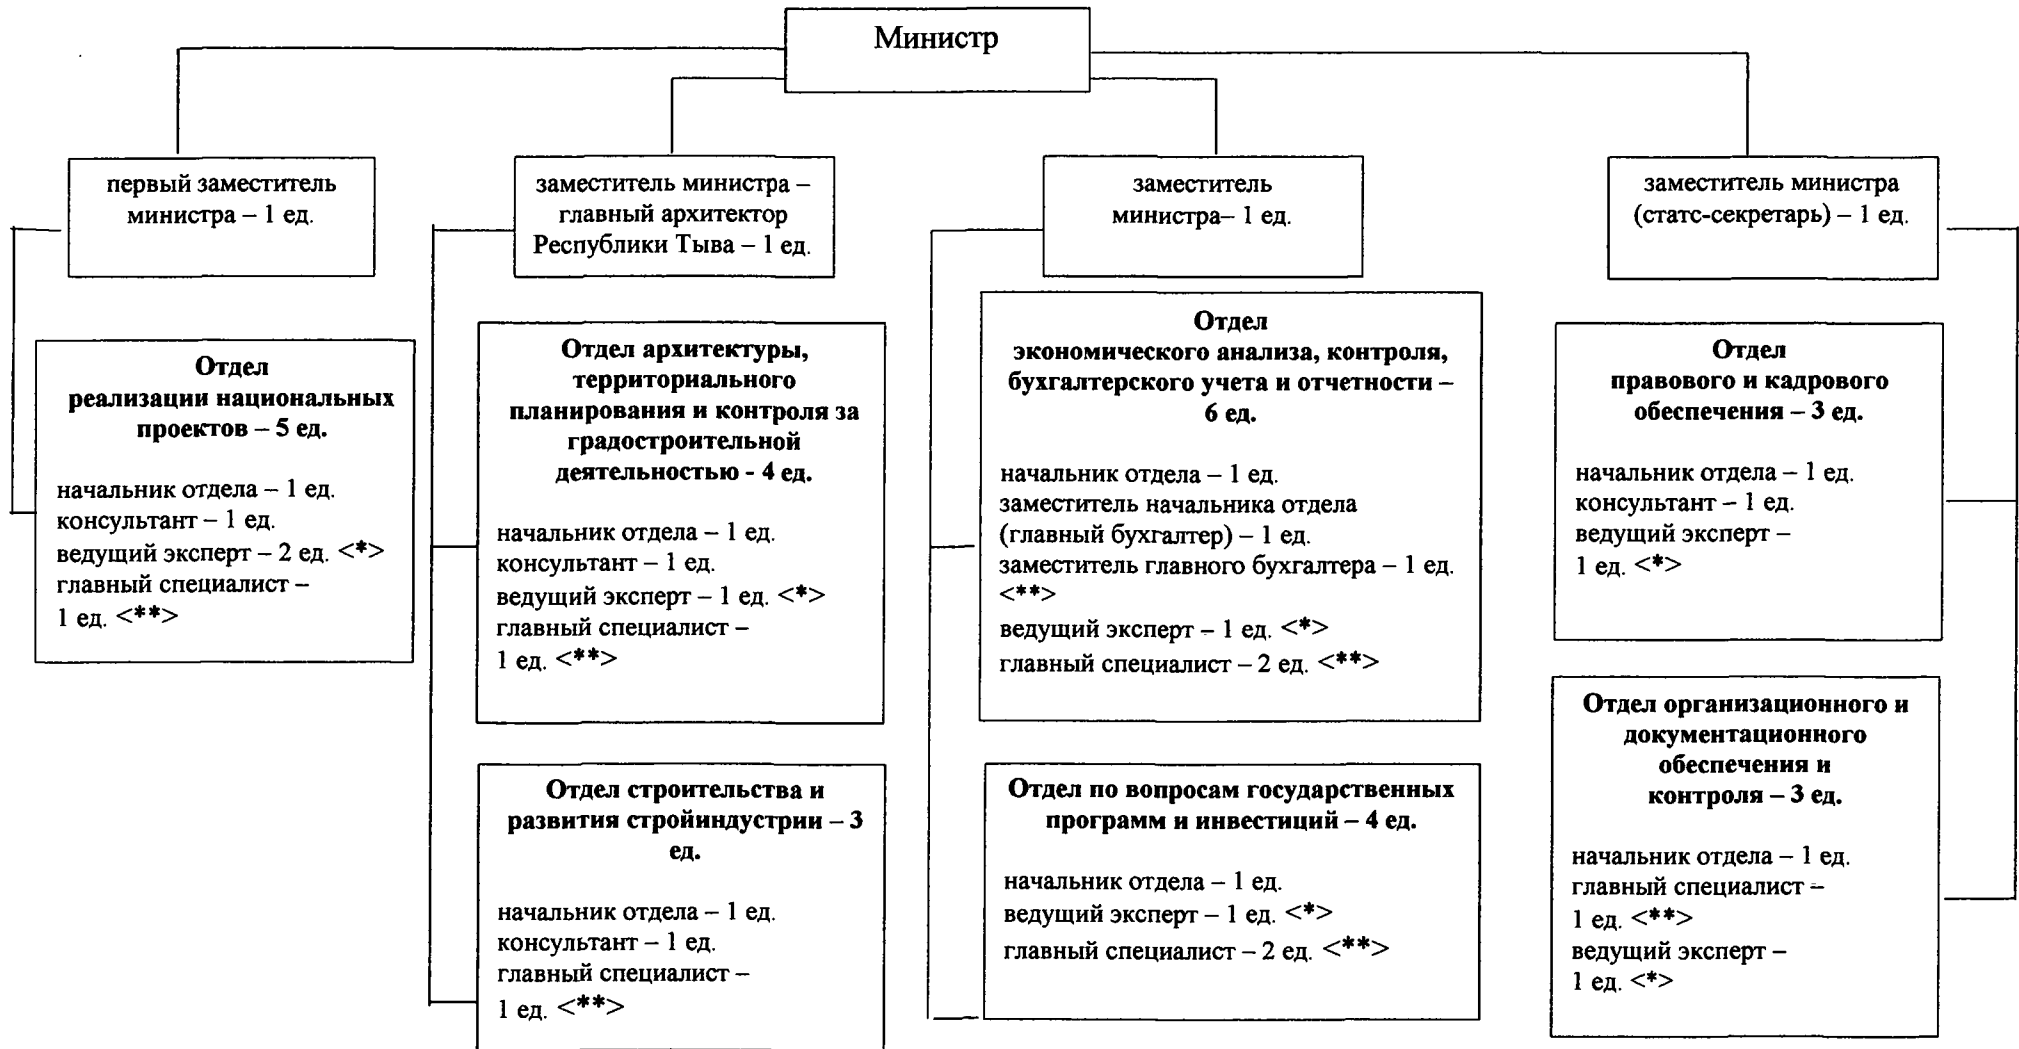 Министр
первый заместитель
министра – 1 ед.
заместитель министра –
главный архитектор
Республики Тыва – 1 ед.
заместитель
министра– 1 ед.
заместитель министра
(статс-секретарь) – 1 ед.
Отдел
реализации национальных
проектов – 5 ед.
начальник отдела – 1 ед.
консультант – 1 ед.
ведущий эксперт – 2 ед. <*>
главный специалист –
1 ед. <**>
Отдел архитектуры,
территориального
планирования и контроля за
градостроительной
деятельностью - 4 ед.
начальник отдела – 1 ед.
консультант – 1 ед.
ведущий эксперт – 1 ед. <*>
главный специалист –
1 ед. <**>
Отдел строительства и
развития стройиндустрии – 3
ед.
начальник отдела – 1 ед.
консультант – 1 ед.
главный специалист –
1 ед. <**>
Отдел
экономического анализа, контроля,
бухгалтерского учета и отчетности –
6 ед.
начальник отдела – 1 ед.
заместитель начальника отдела
(главный бухгалтер) – 1 ед.
заместитель главного бухгалтера – 1 ед.
<**>
ведущий эксперт – 1 ед. <*>
главный специалист – 2 ед. <**>
Отдел по вопросам государственных
программ и инвестиций – 4 ед.
начальник отдела – 1 ед.
ведущий эксперт – 1 ед. <*>
главный специалист – 2 ед. <**>
Отдел
правового и кадрового
обеспечения – 3 ед.
начальник отдела – 1 ед.
консультант – 1 ед.
ведущий эксперт –
1 ед. <*>
Отдел организационного и
документационного
обеспечения и
контроля – 3 ед.
начальник отдела – 1 ед.
главный специалист –
1 ед. <**>
ведущий эксперт –
1 ед. <*>